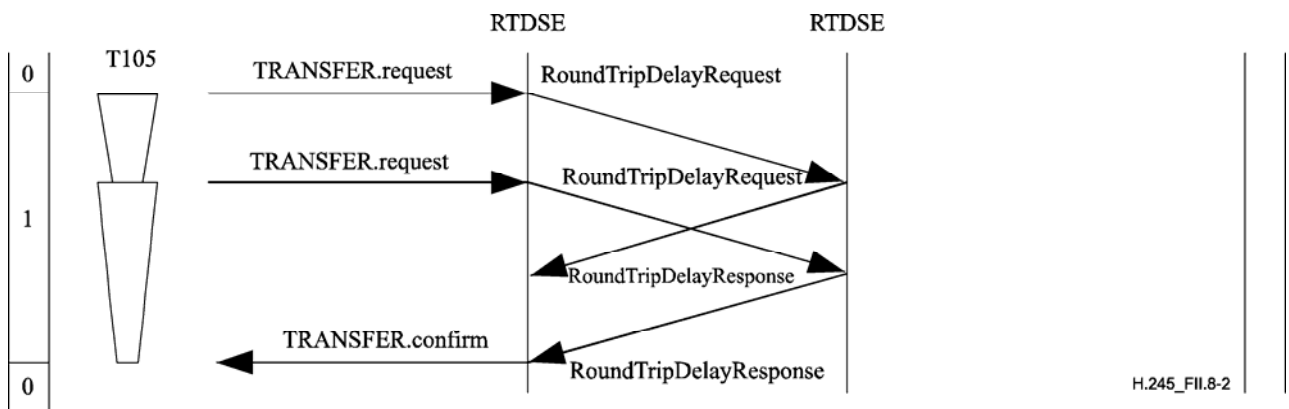 RTDSE RTDSE
T105
0
TRANSFER.request RoundTripDelayRequest
TRANSFER.request RoundTripDelayRequest
1
RoundTripDelayResponse
TRANSFER.confirm
RoundTripDelayResponse
0
H.245_FII.8-2